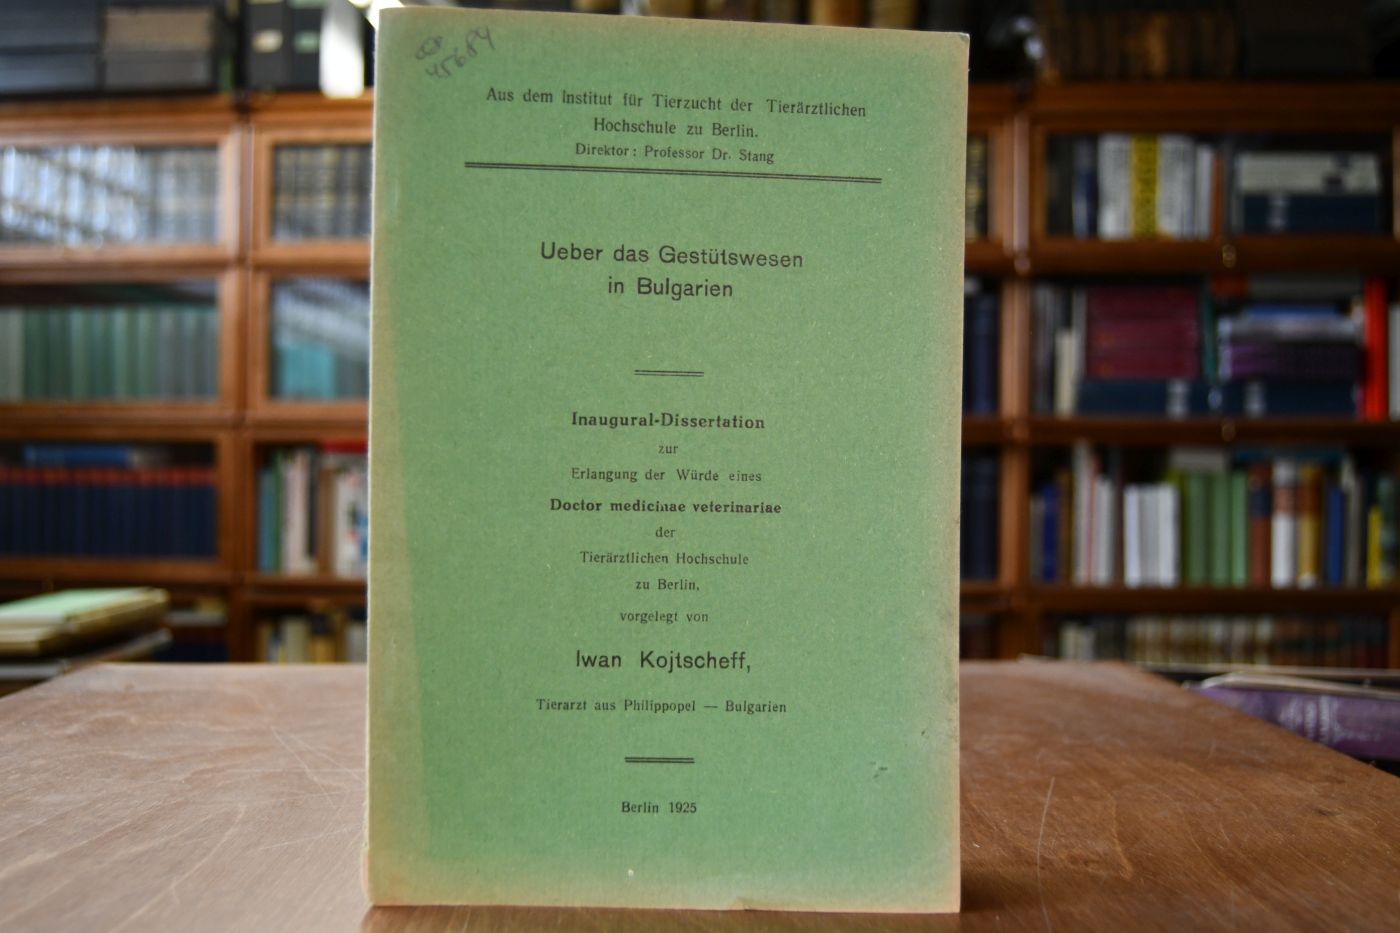 45684
Aus dem Institut für Tierzucht der Tierärztlichen
Hochschule zu Berlin.
Direktor: Professor Dr. Stang
Ueber das Gestütswesen
in Bulgarien
Inaugural-Dissertation
zur
Erlangung der Würde eines
Doctor medicinae veterinariae
der
Tierärztlichen Hochschule
zu Berlin,
vorgelegt von
Iwan Kojtscheff,
Tierarzt aus Philippopel — Bulgarien
Berlin 1925